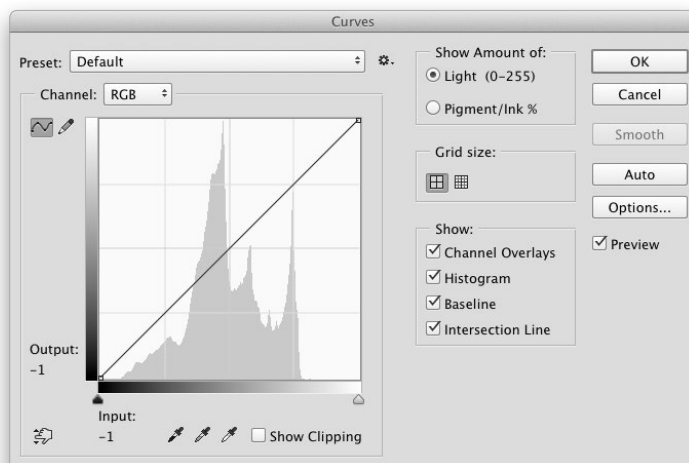 Curves
Preset: Default
Channel: RGB
Output:
-1
Input:
-1
Show Clipping
Show Amount of:
Light (0-255)
Pigment/Ink %
Grid size:
Show:
Channel Overlays
Histogram
Baseline
Intersection Line
OK
Cancel
Smooth
Auto
Options...
Preview